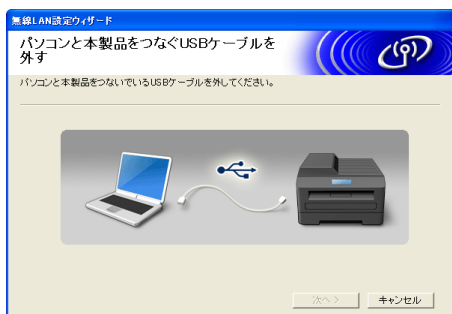 無線LAN設定ウィザード
パソコンと本製品をつなぐUSBケーブルを
外す
パソコンと本製品をつないでいるUSBケーブルを外してください。
次へ >
キャンセル